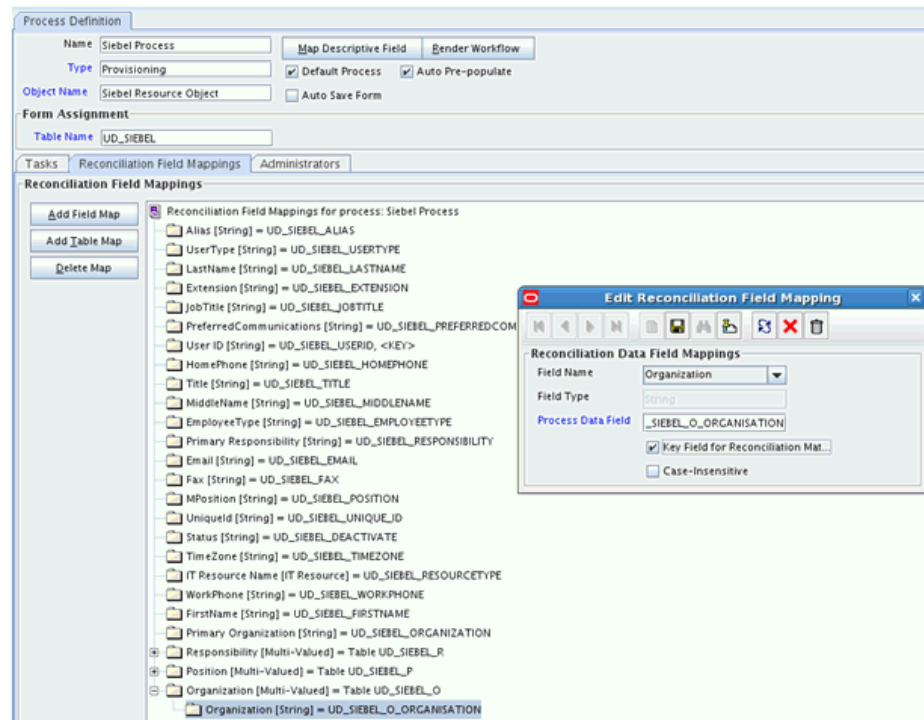 Process Definition
Name Siebel Process Map Descriptive Field Render Workflow
Type Provisioning Default Process Auto Pre-populate
Object Name Siebel Resource Object Auto Save Form
Form Assignment
Table Name UD_SIEBEL
Tasks Reconciliation Field Mappings Administrators
Reconciliation Field Mappings
Add Field Map
Add Table Map
Delete Map
Reconciliation Field Mappings for process: Siebel Process
Alias [String] = UD_SIEBEL_ALIAS
UserType [String] = UD_SIEBEL_USERTYPE
LastName [String] = UD_SIEBEL_LASTNAME
Extension [String] = UD_SIEBEL_EXTENSION
JobTitle [String] = UD_SIEBEL_JOBTITLE
PreferredCommunications [String] = UD_SIEBEL_PREFERREDCOM
User ID [String] = UD_SIEBEL_USERID, <KEY>
HomePhone [String] = UD_SIEBEL_HOMEPHONE
Title [String] = UD_SIEBEL_TITLE
MiddleName [String] = UD_SIEBEL_MIDDLENAME
EmployeeType [String] = UD_SIEBEL_EMPLOYEETYPE
Primary Responsibility [String] = UD_SIEBEL_RESPONSIBILITY
Email [String] = UD_SIEBEL_EMAIL
Fax [String] = UD_SIEBEL_FAX
MPosition [String] = UD_SIEBEL_POSITION
UniqueId [String] = UD_SIEBEL_UNIQUE_ID
Status [String] = UD_SIEBEL_DEACTIVATE
TimeZone [String] = UD_SIEBEL_TIMEZONE
IT Resource Name [IT Resource] = UD_SIEBEL_RESOURCETYPE
WorkPhone [String] = UD_SIEBEL_WORKPHONE
FirstName [String] = UD_SIEBEL_FIRSTNAME
Primary Organization [String] = UD_SIEBEL_ORGANIZATION
Responsibility [Multi-Valued] = Table UD_SIEBEL_R
Position [Multi-Valued] = Table UD_SIEBEL_P
Organization [Multi-Valued] = Table UD_SIEBEL_O
Organization [String] = UD_SIEBEL_O_ORGANISATION
Edit Reconciliation Field Mapping
Reconciliation Data Field Mappings
Field Name Organization
Field Type String
Process Data Field _SIEBEL_O_ORGANISATION
Key Field for Reconciliation Mat...
Case-Insensitive